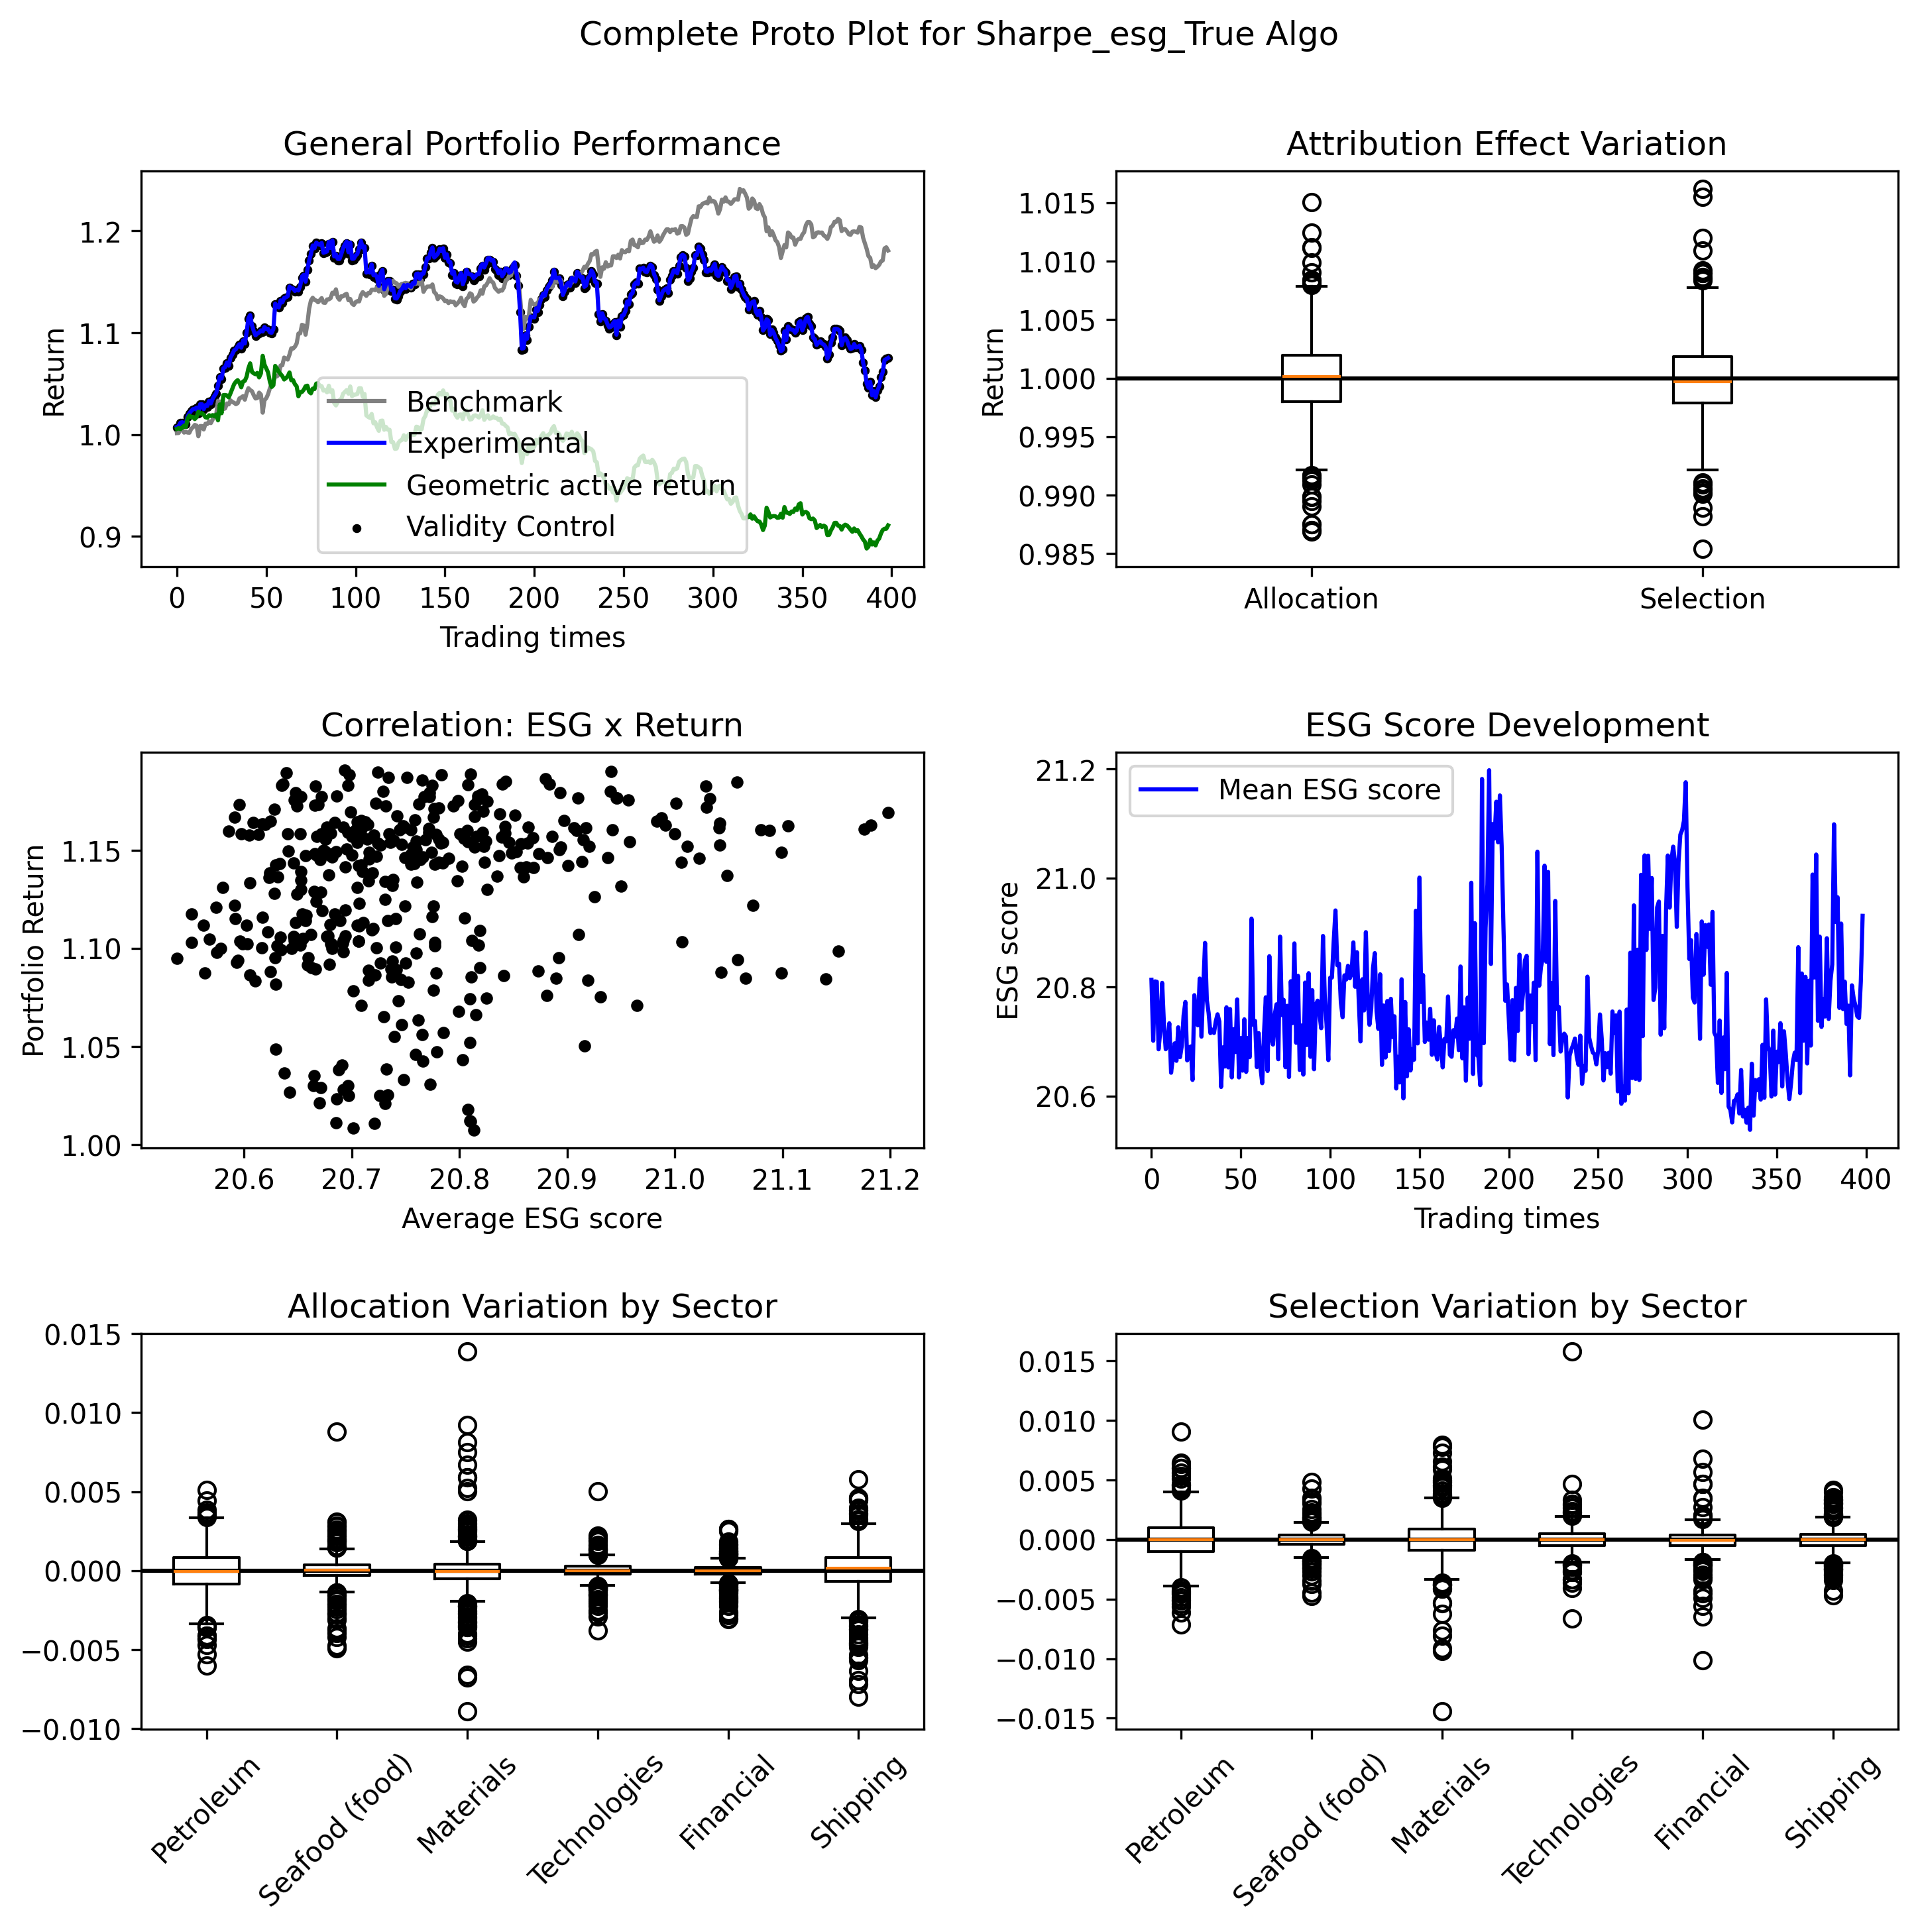 Complete Proto Plot for Sharpe_esg_True Algo
General Portfolio Performance
Return
1.2
1.1
1.0
0.9
Benchmark
Experimental
Geometric active return
Validity Control
0 50 100 150 200 250 300 350 400
Trading times
Attribution Effect Variation
Return
1.015
1.010
1.005
1.000
0.995
0.990
0.985
Allocation Selection
Correlation: ESG x Return
Portfolio Return
1.15
1.10
1.05
1.00
20.6 20.7 20.8 20.9 21.0 21.1 21.2
Average ESG score
ESG Score Development
ESG score
21.2
21.0
20.8
20.6
Mean ESG score
0 50 100 150 200 250 300 350 400
Trading times
Allocation Variation by Sector
0.015
0.010
0.005
0.000
−0.005
−0.010
Petroleum
Seafood (food)
Materials
Technologies
Financial
Shipping
Selection Variation by Sector
0.015
0.010
0.005
0.000
−0.005
−0.010
−0.015
Petroleum
Seafood (food)
Materials
Technologies
Financial
Shipping